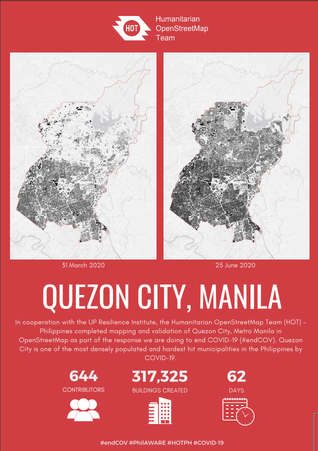 HOT
Humanitarian
OpenStreetMap
Team
31 March 2020
25 June 2020
QUEZON CITY, MANILA
In cooperation with the UP Resilience Institute, the Humanitarian OpenStreetMap Team (HOT) -
Philippines completed mapping and validation of Quezon City, Metro Manila in
OpenStreetMap as part of the response we are doing to end COVID-19 (#endCOV). Quezon
City is one of the most densely populated and hardest hit municipalities in the Philippines by
COVID-19.
644
CONTRIBUTORS
317,325
BUILDINGS CREATED
62
DAYS
#endCOV #PhilAWARE #HOTPH #COVID-19